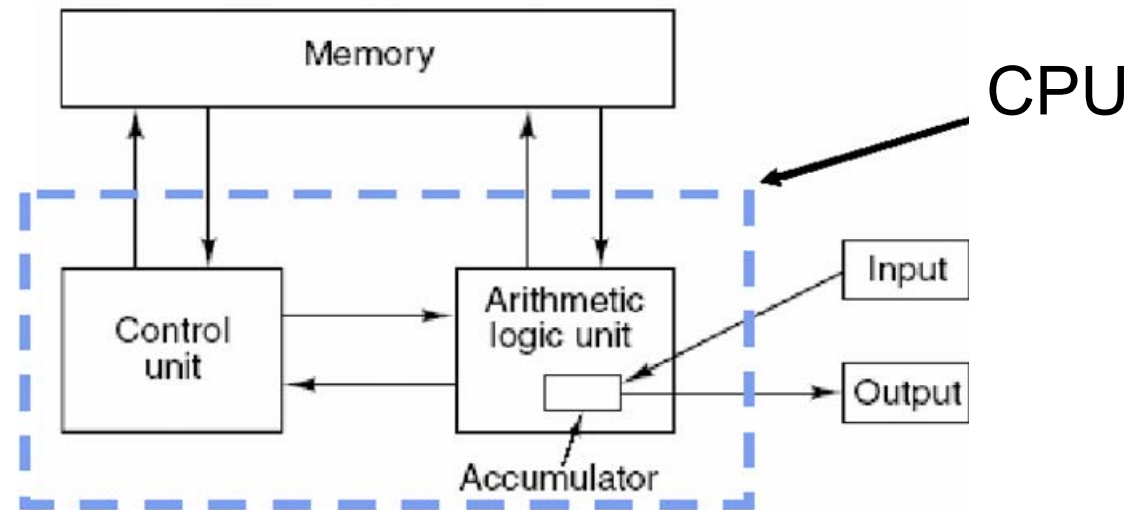 Memory
CPU
Control
unit
Arithmetic
logic unit
Accumulator
Input
Output